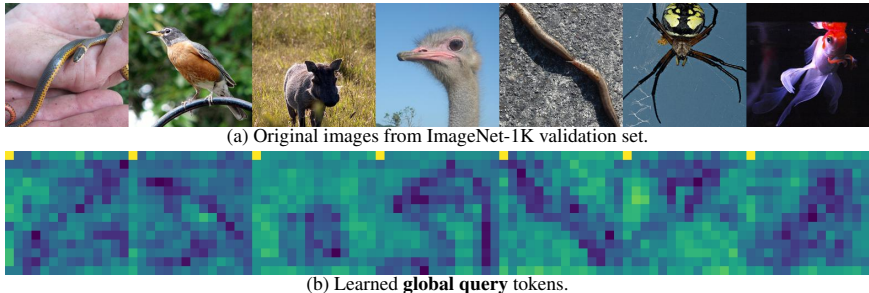 (a) Original images from ImageNet-1K validation set.
(b) Learned global query tokens.